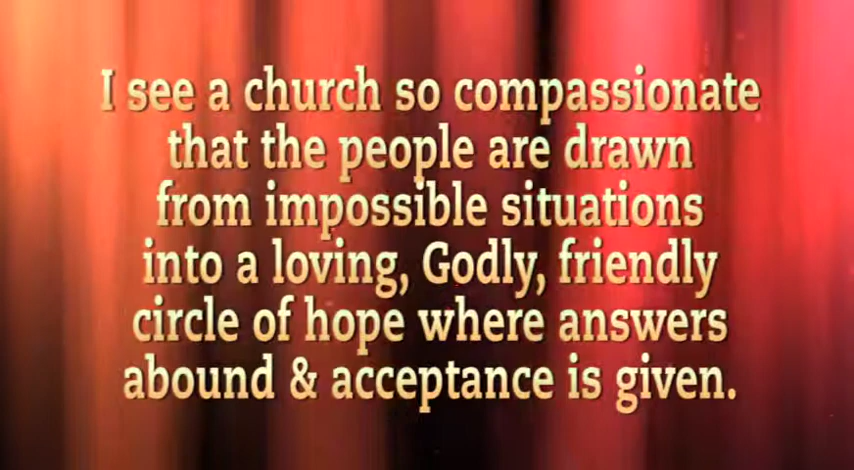 I see a church so compassionate
that the people are drawn
from impossible situations
into a loving, Godly, friendly
circle of hope where answers
abound & acceptance is given.